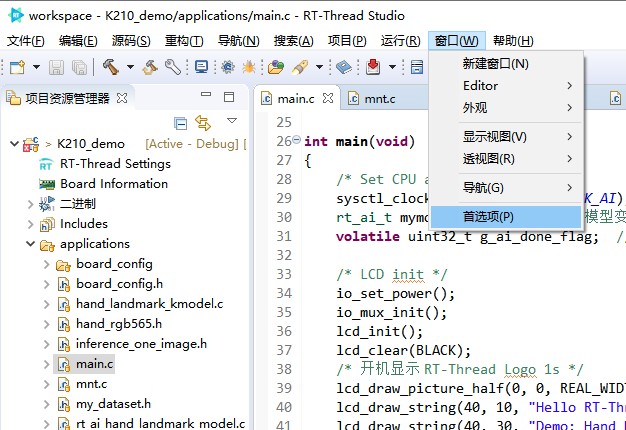 workspace - K210_demo/applications/main.c - RT-Thread Studio
文件(F) 编辑(E) 源码(S) 重构(T) 导航(N) 搜索(A) 项目(P) 运行(R) 窗口(W) 帮助(H)
新建窗口(N)
Editor
外观
显示视图(V)
透视图(R)
导航(G)
首选项(P)
项目资源管理器
K210_demo [Active - Debug]
RT-Thread Settings
Board Information
二进制
Includes
applications
board_config
board_config.h
hand_landmark_kmodel.c
hand_rgb565.h
inference_one_image.h
main.c
mnt.c
my_dataset.h
rt_ai_hand_landmark_model.c
main.c mnt.c
25
26 int main(void)
27 {
28 /* Set CPU
29 sysctl_clock K_AI)
30 rt_ai_t 模型变
31 volatile uint32_t g_ai_done_flag; /
32
33 /* LCD init */
34 io_set_power();
35 io_mux_init();
36 lcd_init();
37 lcd_clear(BLACK);
38 /* 开机显示 RT-Thread Logo 1s */
39 lcd_draw_picture_half(0, 0, REAL_WIDT
40 lcd_draw_string(40, 10, "Hello RT-Thr
41 lcd_draw_string(40, 30, "Demo: Hand